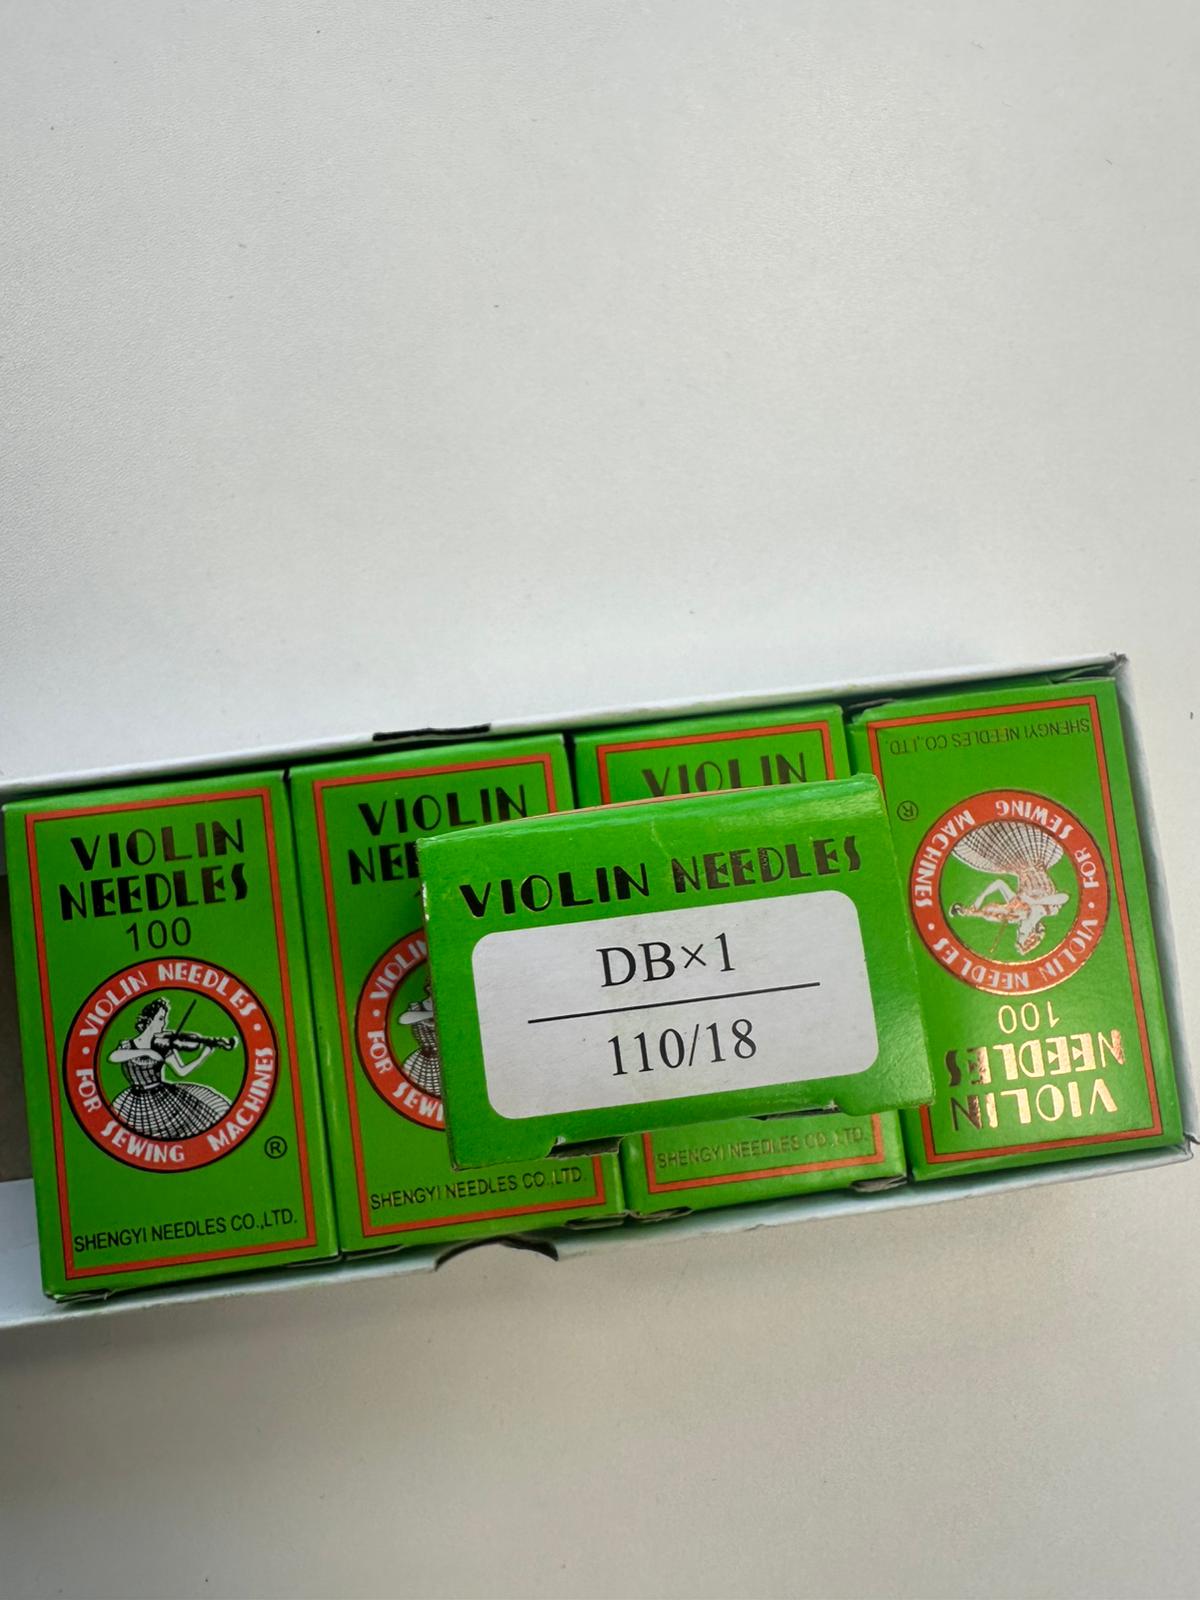 VIOLIN
NEEDLES
100
· VIOLIN NEEDLES ·
FOR SEWING MACHINES
®
SHENGYI NEEDLES CO.,LTD.
VIOLIN
SHENGYI NEEDLES CO.,LTD.
VIOLIN
SHENGYI NEEDLES CO.,LTD.
VIOLIN NEEDLES
DB×1
110/18
VIOLIN
NEEDLES
100
· VIOLIN NEEDLES ·
FOR SEWING MACHINES
®
SHENGYI NEEDLES CO.,LTD.